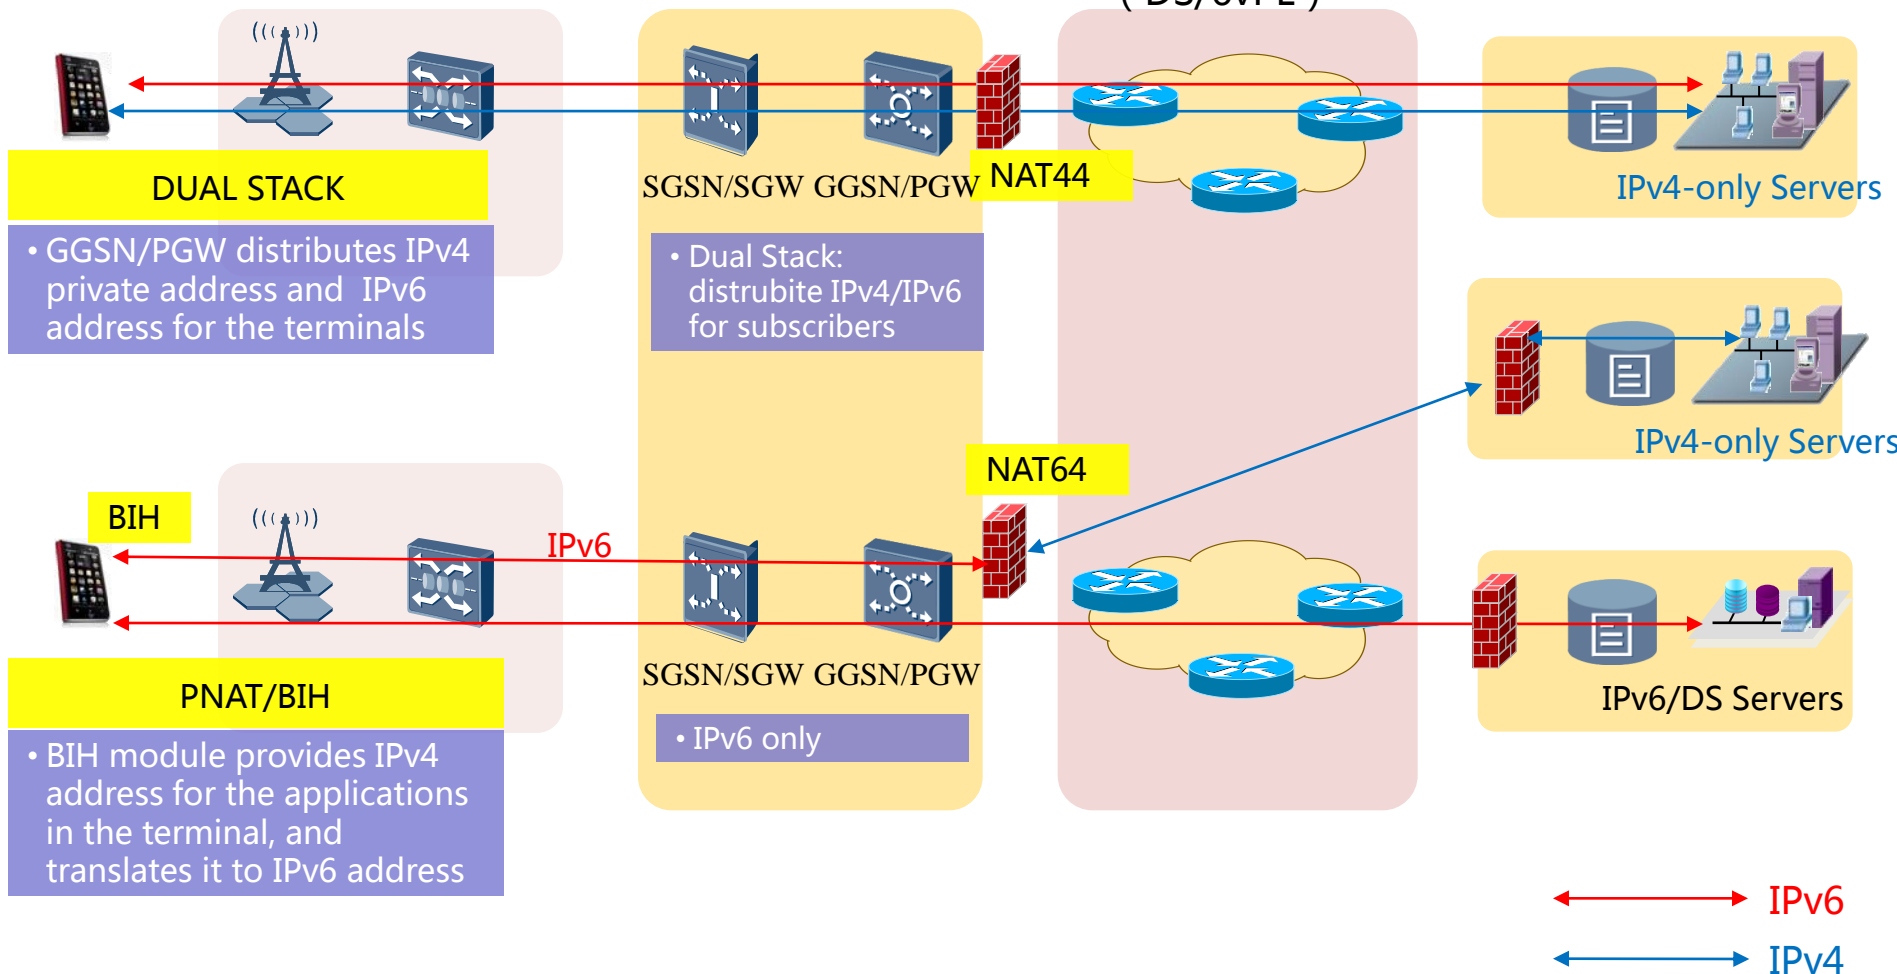 DUAL STACK
• GGSN/PGW distributes IPv4
private address and IPv6
address for the terminals
SGSN/SGW GGSN/PGW
NAT44
• Dual Stack:
distrubite IPv4/IPv6
for subscribers
IPv4-only Servers
IPv4-only Servers
NAT64
BIH
IPv6
PNAT/BIH
• BIH module provides IPv4
address for the applications
in the terminal, and
translates it to IPv6 address
SGSN/SGW GGSN/PGW
• IPv6 only
IPv6/DS Servers
IPv6
IPv4